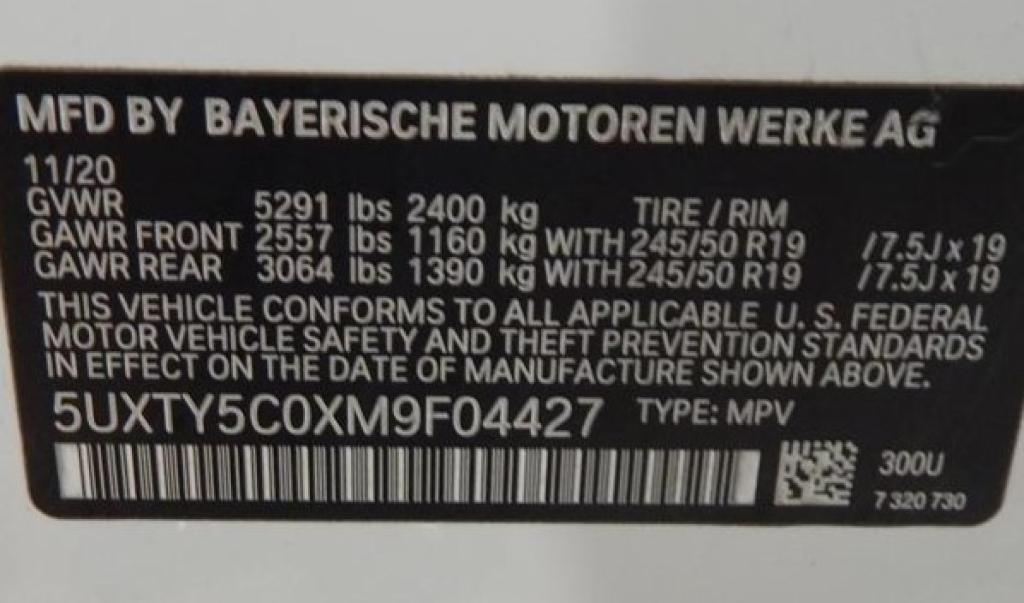 MFD BY BAYERISCHE MOTOREN WERKE AG
11/20
GVWR 5291 lbs 2400 kg TIRE / RIM
GAWR FRONT 2557 lbs 1160 kg WITH 245/50 R19 /7.5J x 19
GAWR REAR 3064 lbs 1390 kg WITH 245/50 R19 /7.5J x 19
THIS VEHICLE CONFORMS TO ALL APPLICABLE U. S. FEDERAL
MOTOR VEHICLE SAFETY AND THEFT PREVENTION STANDARDS
IN EFFECT ON THE DATE OF MANUFACTURE SHOWN ABOVE.
5UXTY5C0XM9F04427 TYPE: MPV
300U
7 320 730